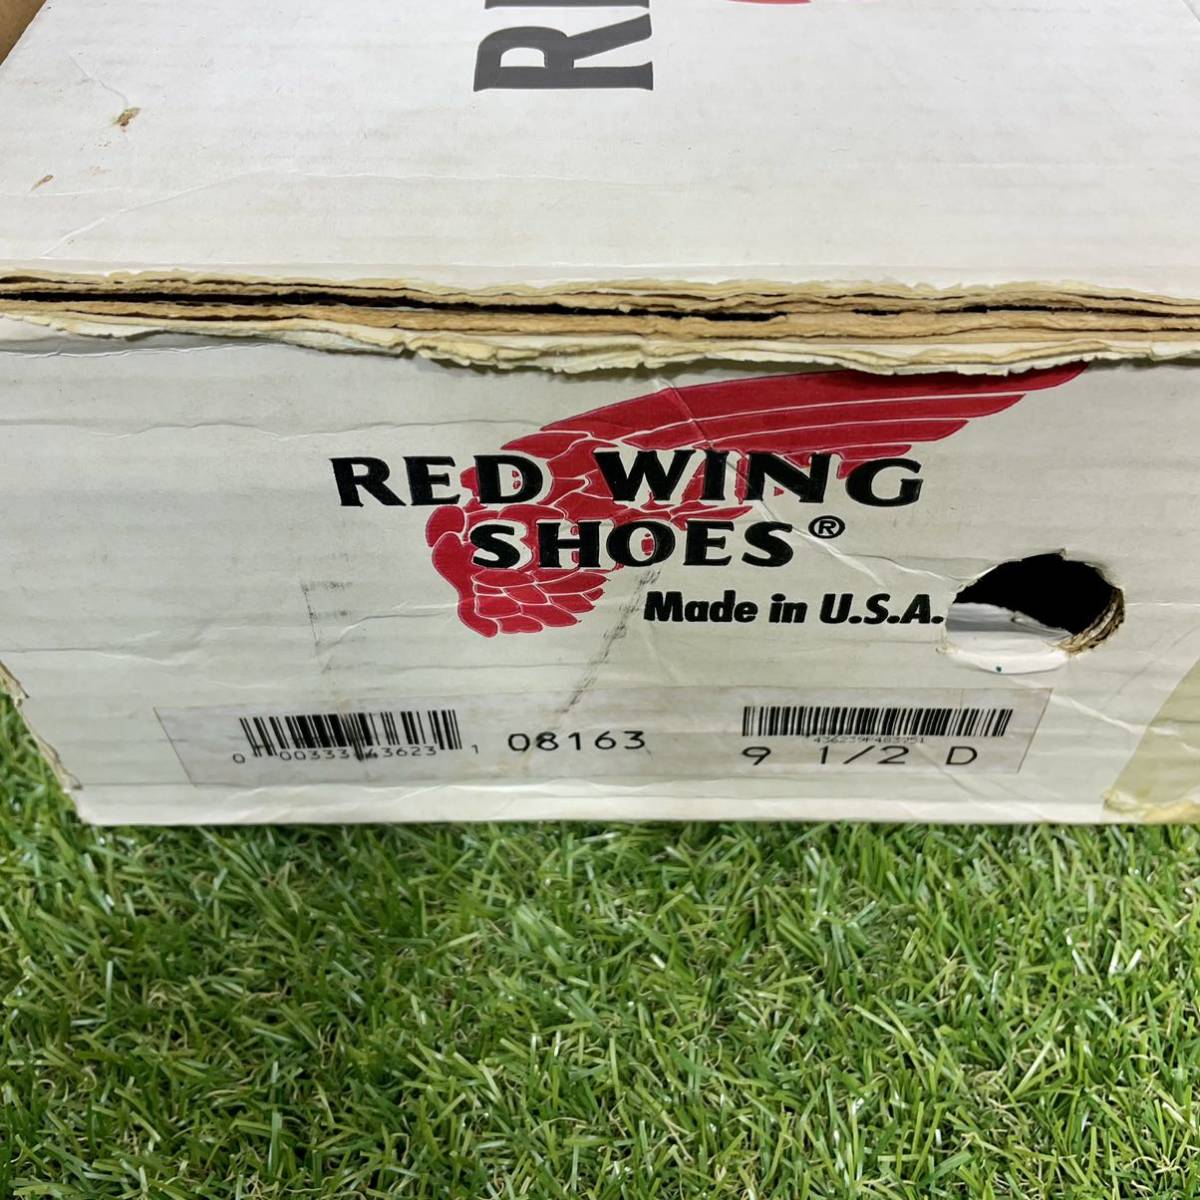 RED WING
SHOES®
Made in U.S.A.
08163
9 1/2 D